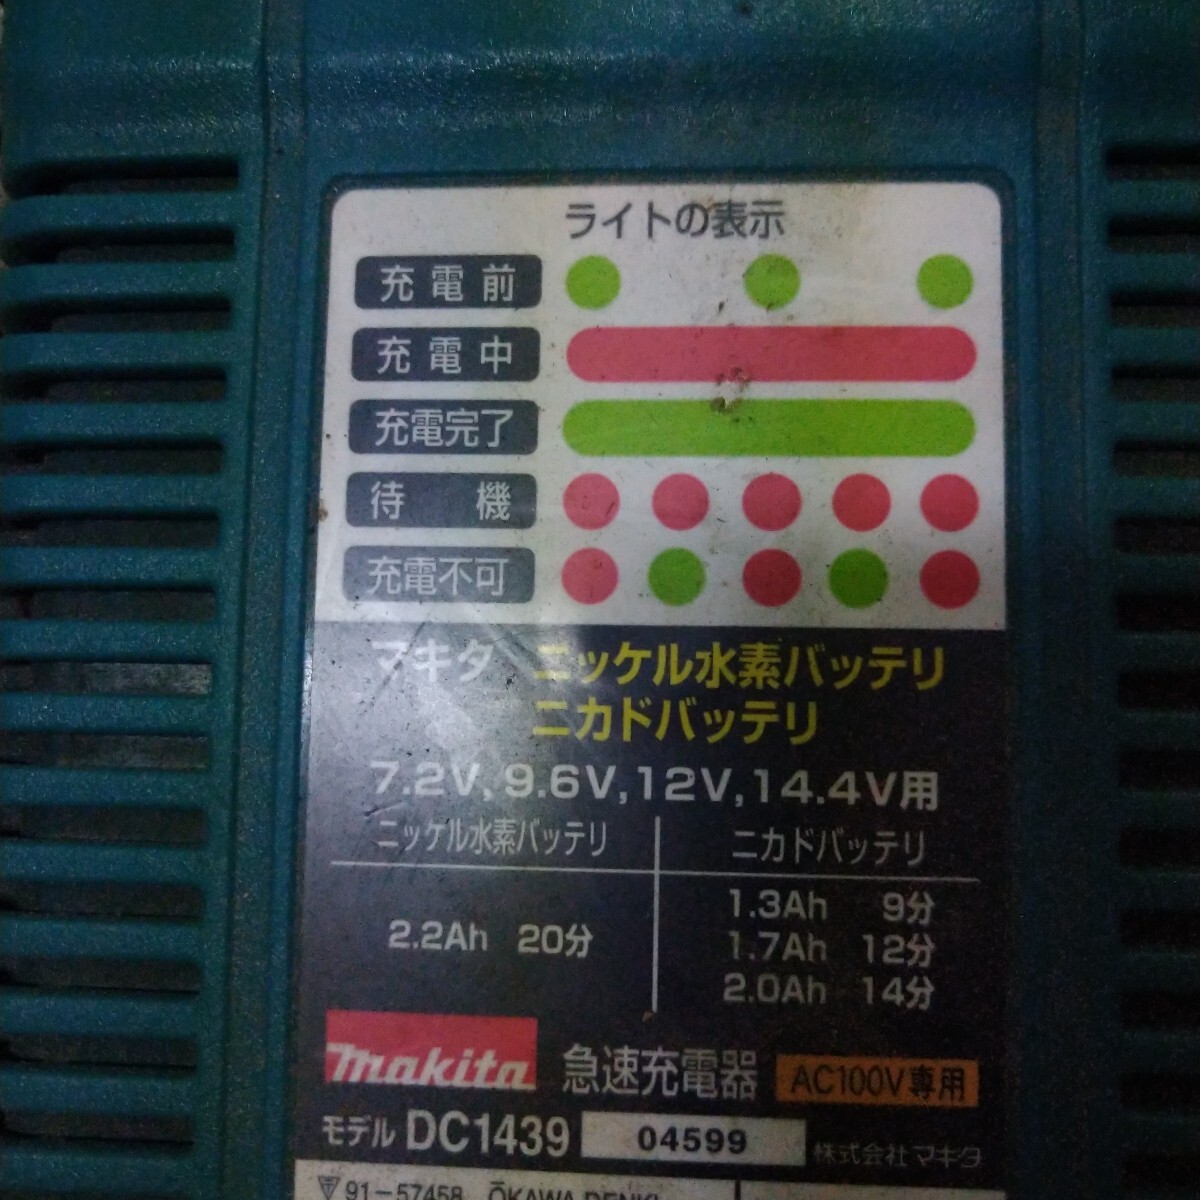 ライトの表示
充電前
充電中
充電完了
待機
充電不可
マキタ ニッケル水素バッテリ
ニカドバッテリ
7.2V,9.6V,12V,14.4V用
ニッケル水素バッテリ ニカドバッテリ
2.2Ah 20分
1.3Ah 9分
1.7Ah 12分
2.0Ah 14分
makita 急速充電器 AC100V専用
モデル DC1439 04599 株式会社マキタ
91-57458 ŌKAWA DENKI